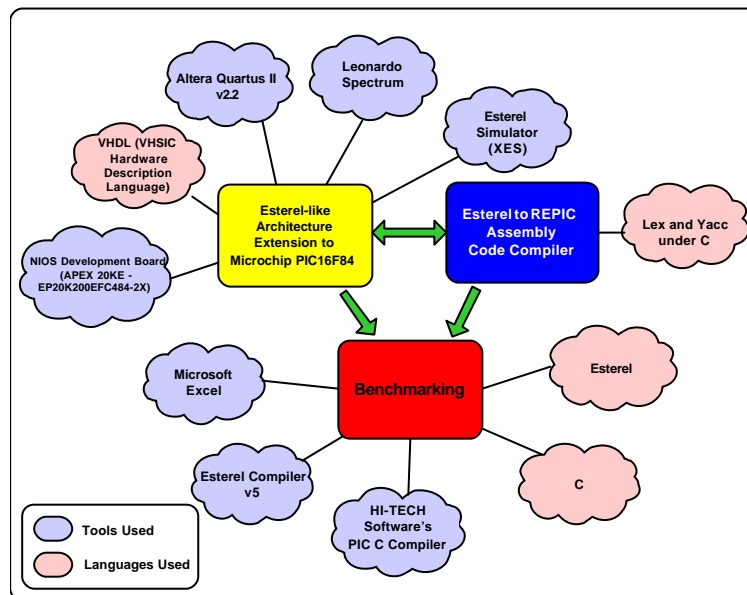 Altera Quartus II
v2.2
Leonardo
Spectrum
Esterel
Simulator
(XES)
VHDL (VHSIC
Hardware
Description
Language)
Esterel-like
Architecture
Extension to
Microchip PIC16F84
Esterel to REPIC
Assembly
Code Compiler
Lex and Yacc
under C
NIOS Development Board
(APEX 20KE -
EP20K200EFC484-2X)
Microsoft
Excel
Benchmarking
Esterel
Esterel Compiler
v5
HI-TECH
Software's
PIC C Compiler
C
Tools Used
Languages Used